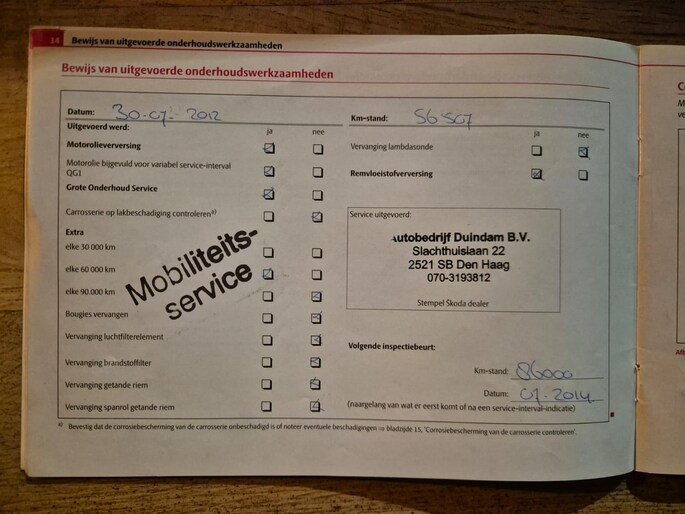 14 Bewijs van uitgevoerde onderhoudswerkzaamheden
Bewijs van uitgevoerde onderhoudswerkzaamheden
Datum: 30-07-2012
Uitgevoerd werd:
ja nee
Motorolieverversing
Motorolie bijgevuld voor variabel service-interval
QG1
Grote Onderhoud Service
Carrosserie op lakbeschadiging controleren a)
Extra
elke 30 000 km
elke 60 000 km
elke 90.000 km
Bougies vervangen
Vervanging luchtfilterelement
Vervanging brandstoffilter
Vervanging getande riem
Vervanging spanrol getande riem
Mobiliteits-
service
Km-stand: 56507
ja nee
Vervanging lambdasonde
Remvloeistofverversing
Service uitgevoerd:
Autobedrijf Duindam B.V.
Slachthuislaan 22
2521 SB Den Haag
070-3193812
Stempel Škoda dealer
Volgende inspectiebeurt:
Km-stand: 86000
Datum: 07-2014
(naargelang van wat er eerst komt of na een service-interval-indicatie)
a) Bevestig dat de corrosiebescherming van de carrosserie onbeschadigd is of noteer eventuele beschadigingen ⇒ bladzijde 15, 'Corrosiebescherming van de carrosserie controleren'.